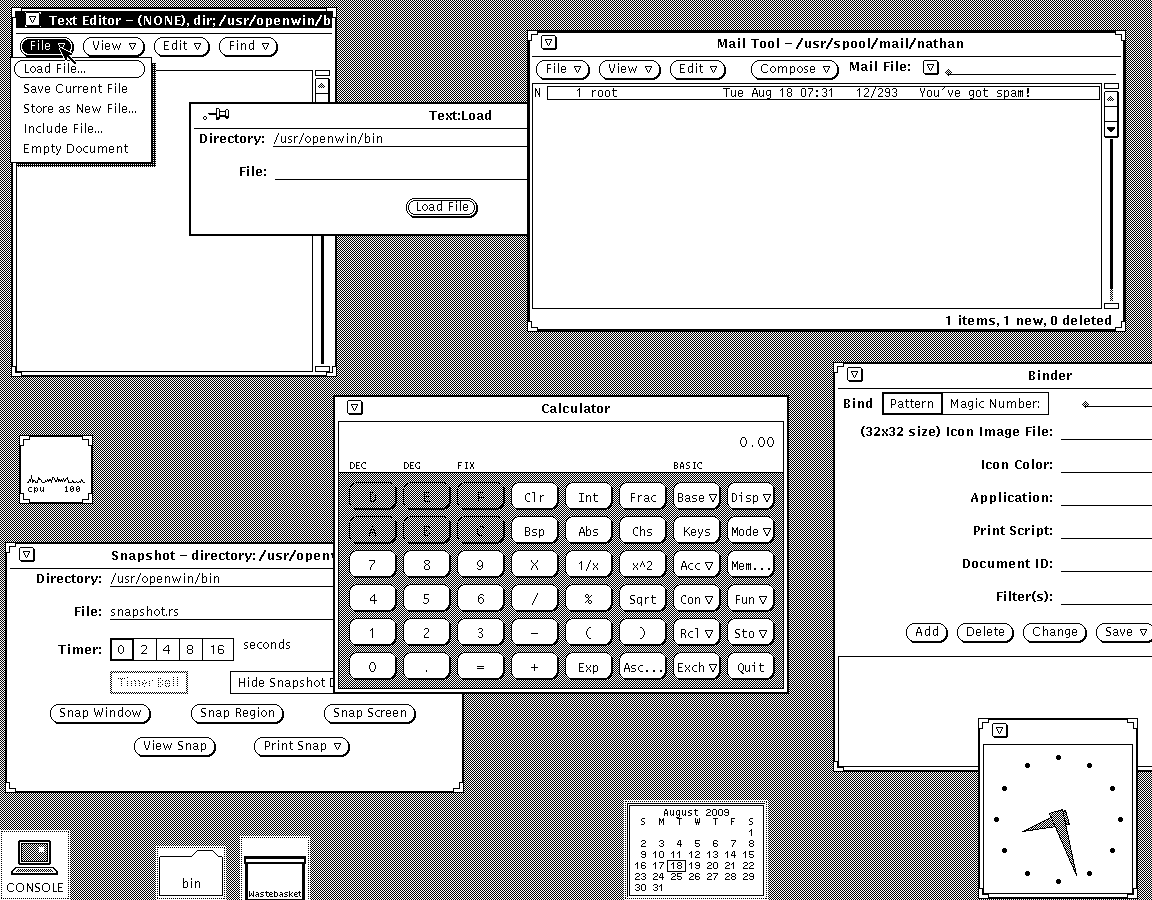 Text Editor – (NONE), dir; /usr/openwin/b
File View Edit Find
Load File...
Save Current File
Store as New File...
Include File...
Empty Document
Text:Load
Directory: /usr/openwin/bin
File:
Load File
Mail Tool – /usr/spool/mail/nathan
File View Edit Compose Mail File:
N 1 root Tue Aug 18 07:31 12/293 You've got spam!
1 items, 1 new, 0 deleted
cpu 100
Calculator
0.00
DEC DEG FIX BASIC
D E F Clr Int Frac Base Disp
A B C Bsp Abs Chs Keys Mode
7 8 9 X 1/x x^2 Acc Mem...
4 5 6 / % Sqrt Con Fun
1 2 3 – ( ) Rcl Sto
0 . = + Exp Asc... Exch Quit
Binder
Bind Pattern Magic Number:
(32x32 size) Icon Image File:
Icon Color:
Application:
Print Script:
Document ID:
Filter(s):
Add Delete Change Save
Snapshot – directory: /usr/openv
Directory: /usr/openwin/bin
File: snapshot.rs
Timer: 0 2 4 8 16 seconds
Timer Bell Hide Snapshot D
Snap Window Snap Region Snap Screen
View Snap Print Snap
CONSOLE
bin
Wastebasket
August 2009
S M T W T F S
1
2 3 4 5 6 7 8
9 10 11 12 13 14 15
16 17 18 19 20 21 22
23 24 25 26 27 28 29
30 31